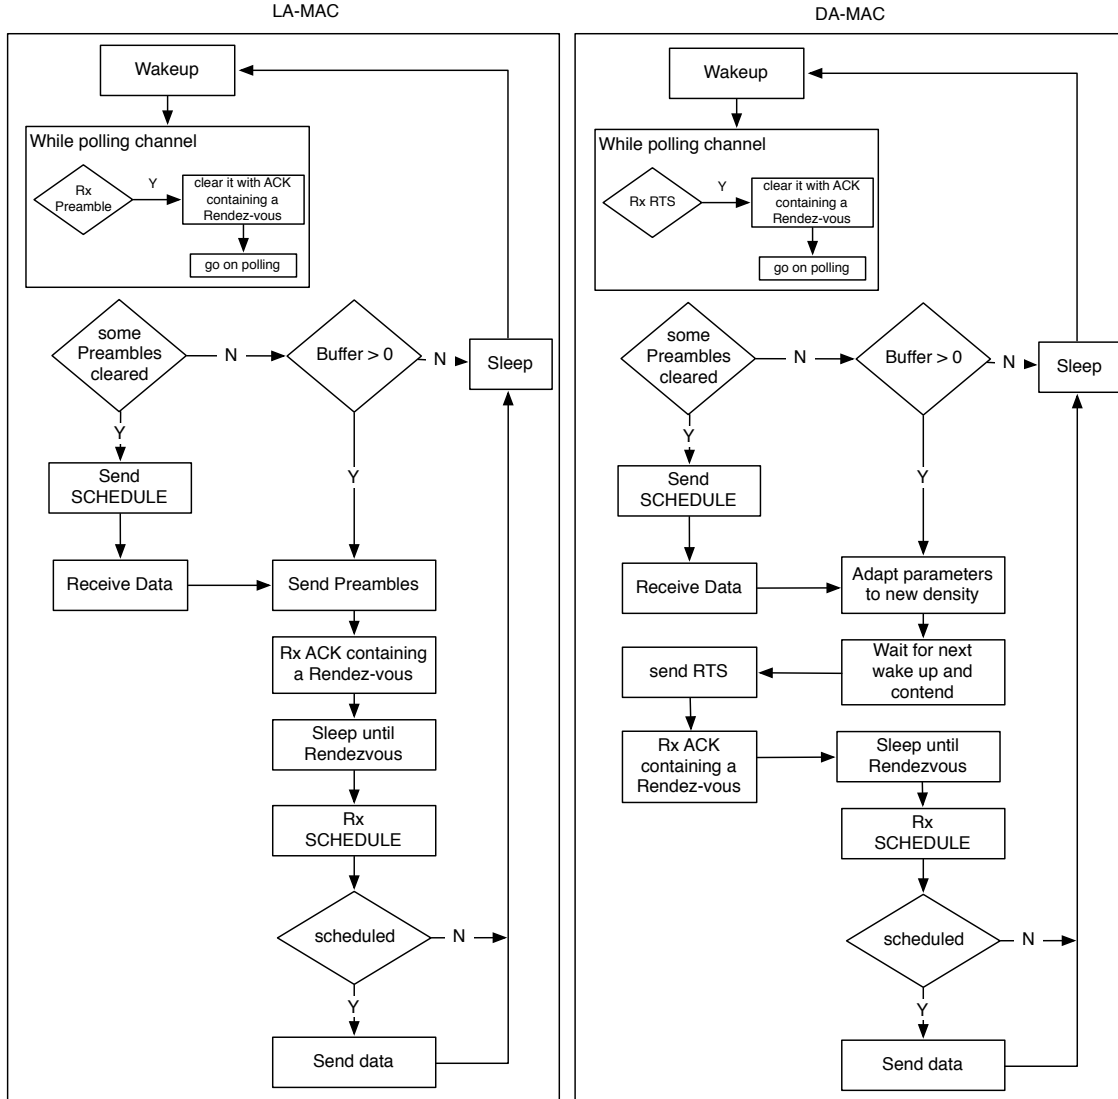 LA-MAC
Wakeup
While polling channel
Rx
Preamble
Y
clear it with ACK
containing a
Rendez-vous
go on polling
some
Preambles
cleared
N
Buffer > 0
N
Sleep
Y
Y
Send
SCHEDULE
Receive Data
Send Preambles
Rx ACK containing
a Rendez-vous
Sleep until
Rendezvous
Rx
SCHEDULE
scheduled
N
Y
Send data
DA-MAC
Wakeup
While polling channel
Rx RTS
Y
clear it with ACK
containing a
Rendez-vous
go on polling
some
Preambles
cleared
N
Buffer > 0
N
Sleep
Y
Y
Send
SCHEDULE
Receive Data
Adapt parameters
to new density
Wait for next
wake up and
contend
send RTS
Rx ACK
containing a
Rendez-vous
Sleep until
Rendezvous
Rx
SCHEDULE
scheduled
N
Y
Send data